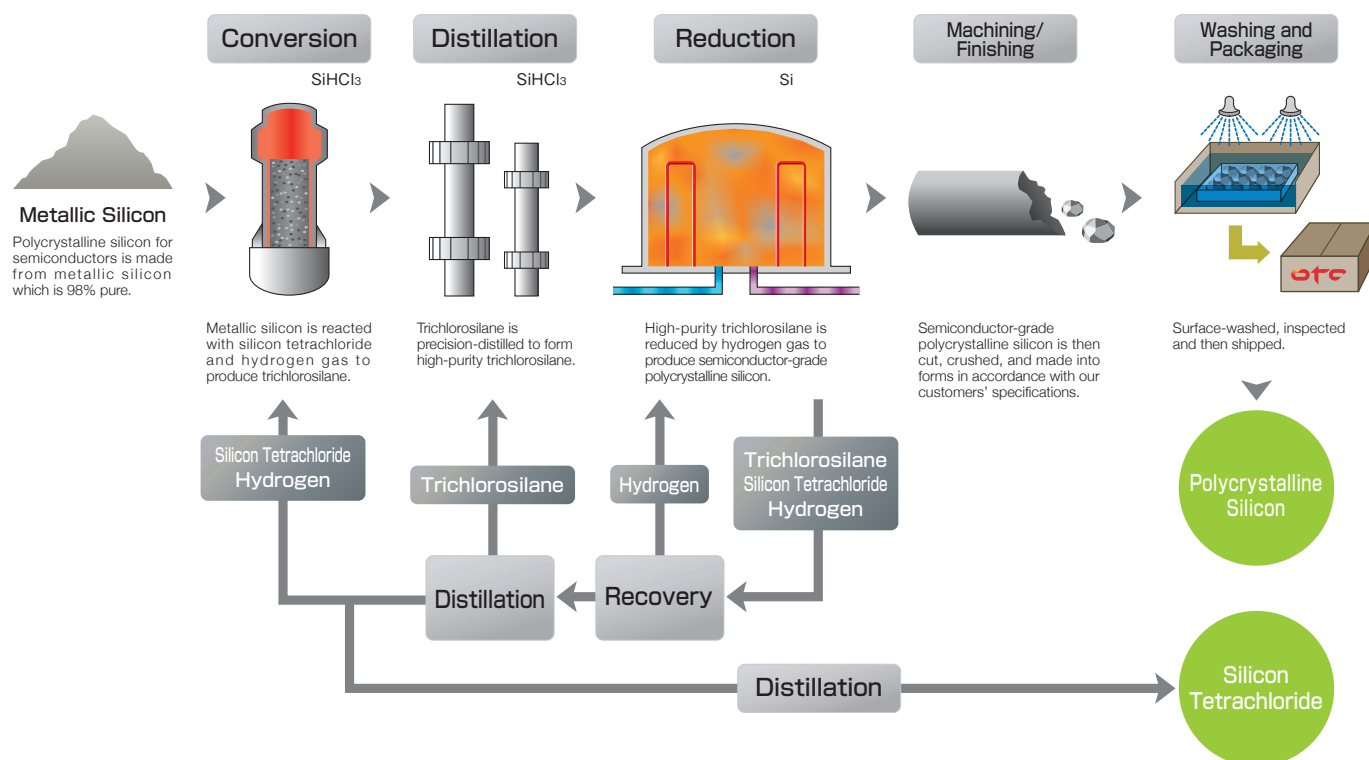 Conversion
Distillation
Reduction
Machining/
Finishing
Washing and
Packaging
SiHCl3
SiHCl3
Si
Metallic Silicon
Polycrystalline silicon for
semiconductors is made
from metallic silicon
which is 98% pure.
otc
Metallic silicon is reacted
with silicon tetrachloride
and hydrogen gas to
produce trichlorosilane.
Trichlorosilane is
precision-distilled to form
high-purity trichlorosilane.
High-purity trichlorosilane is
reduced by hydrogen gas to
produce semiconductor-grade
polycrystalline silicon.
Semiconductor-grade
polycrystalline silicon is then
cut, crushed, and made into
forms in accordance with our
customers' specifications.
Surface-washed, inspected
and then shipped.
Silicon Tetrachloride
Hydrogen
Trichlorosilane
Hydrogen
Trichlorosilane
Silicon Tetrachloride
Hydrogen
Polycrystalline
Silicon
Distillation
Recovery
Distillation
Silicon
Tetrachloride